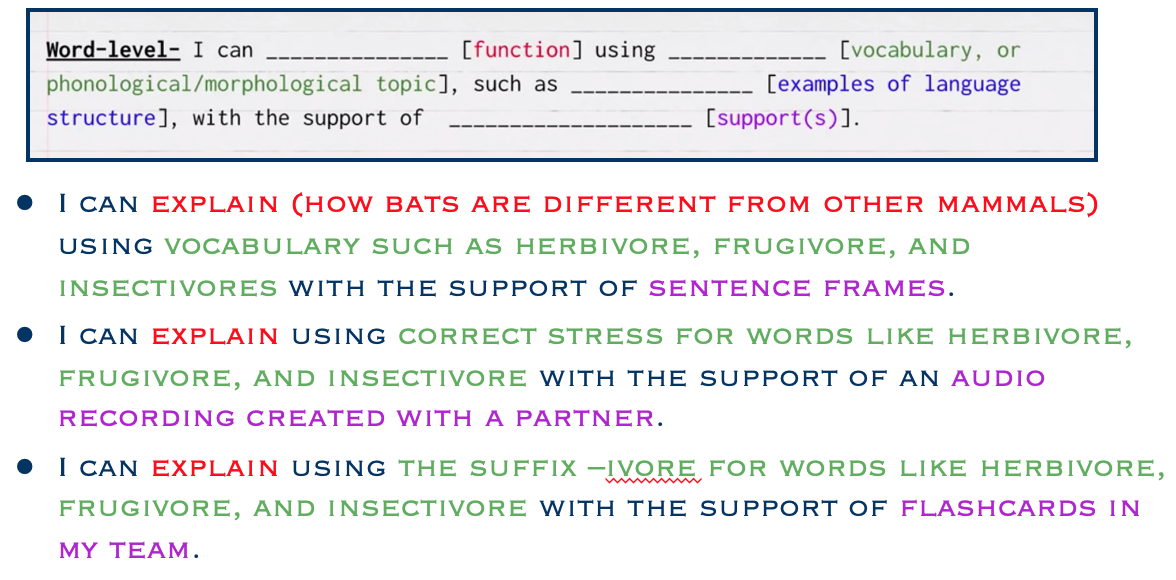 Word-level- I can _______________ [function] using _____________ [vocabulary, or
phonological/morphological topic], such as _______________ [examples of language
structure], with the support of ____________________ [support(s)].
• I CAN EXPLAIN (HOW BATS ARE DIFFERENT FROM OTHER MAMMALS)
USING VOCABULARY SUCH AS HERBIVORE, FRUGIVORE, AND
INSECTIVORES WITH THE SUPPORT OF SENTENCE FRAMES.
• I CAN EXPLAIN USING CORRECT STRESS FOR WORDS LIKE HERBIVORE,
FRUGIVORE, AND INSECTIVORE WITH THE SUPPORT OF AN AUDIO
RECORDING CREATED WITH A PARTNER.
• I CAN EXPLAIN USING THE SUFFIX –IVORE FOR WORDS LIKE HERBIVORE,
FRUGIVORE, AND INSECTIVORE WITH THE SUPPORT OF FLASHCARDS IN
MY TEAM.